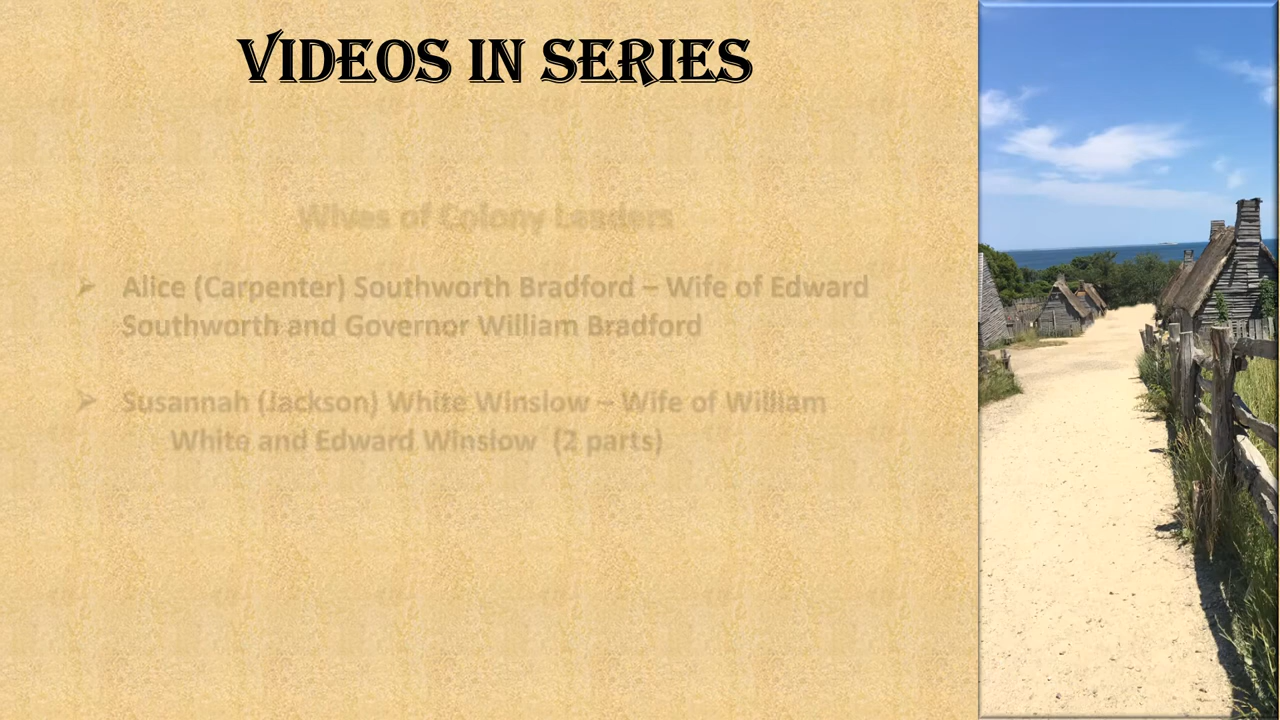 VIDEOS IN SERIES
Wives of Colony Leaders
➢ Alice (Carpenter) Southworth Bradford – Wife of Edward
Southworth and Governor William Bradford
➢ Susannah (Jackson) White Winslow – Wife of William
White and Edward Winslow (2 parts)